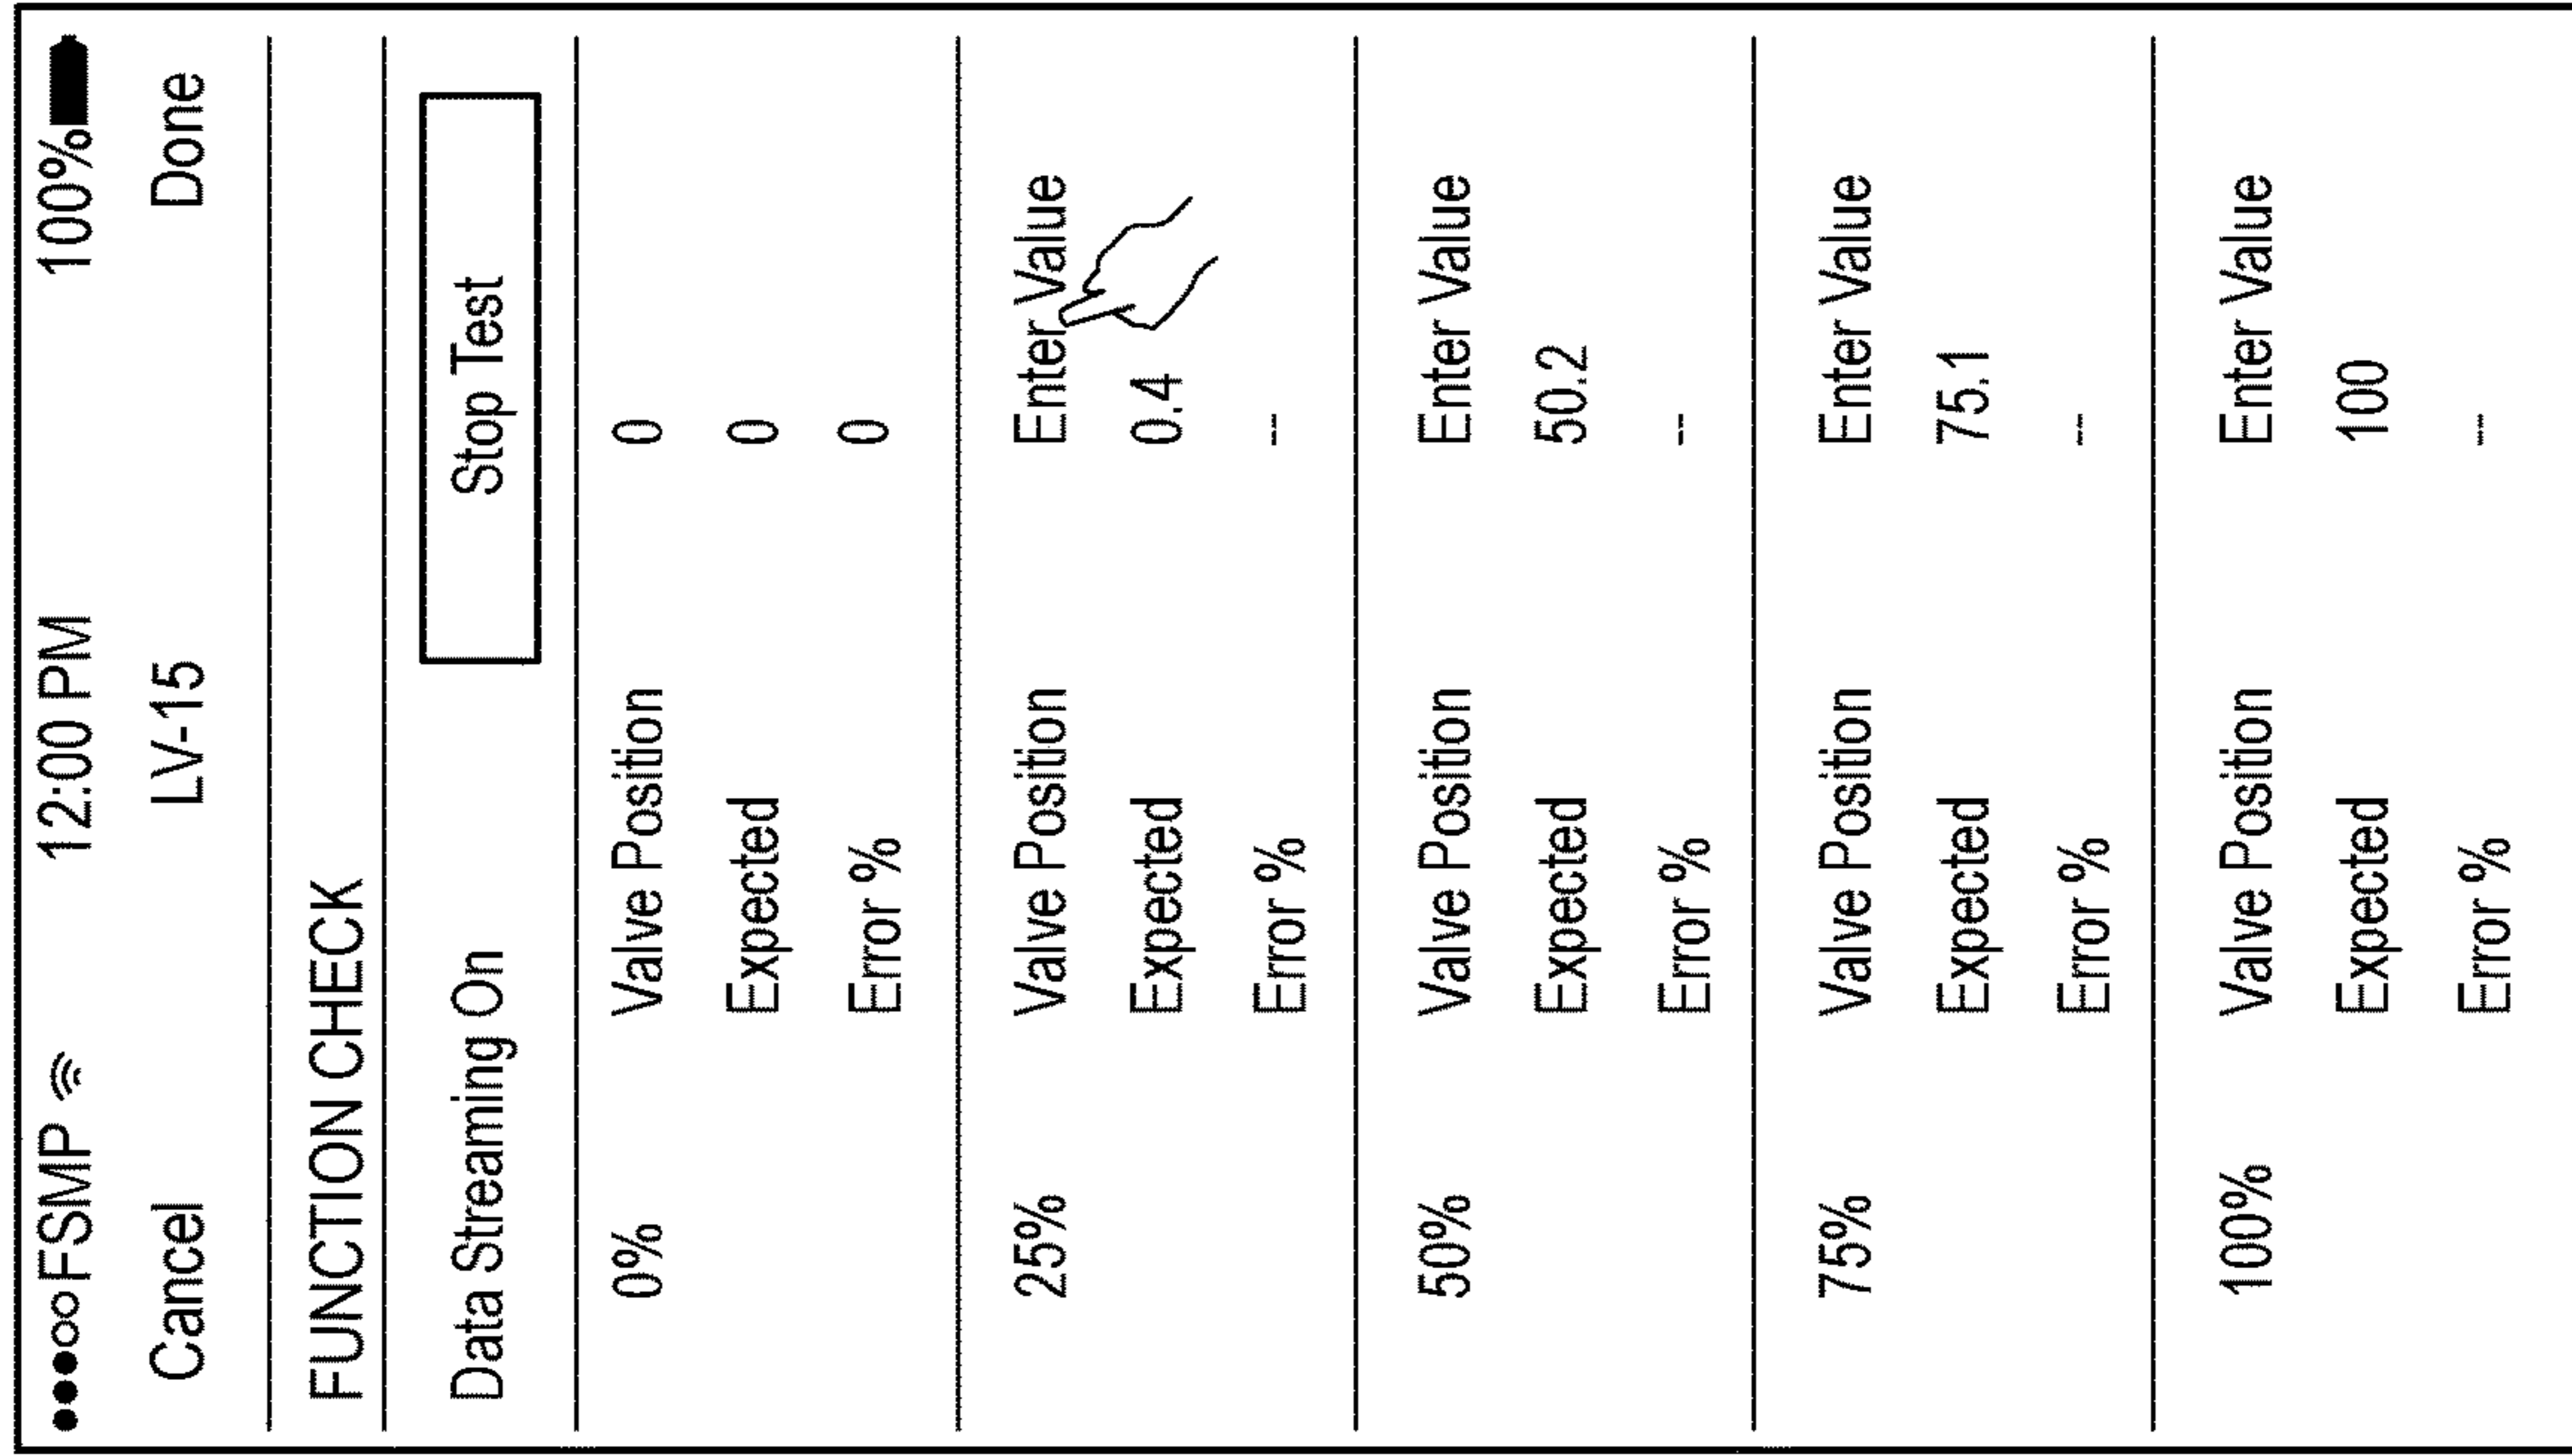 FSMP 12:00 PM 100%
Cancel LV-15 Done
FUNCTION CHECK
Data Streaming On Stop Test
0% Valve Position 0
Expected 0
Error % 0
25% Valve Position Enter Value
Expected 0.4
Error % --
50% Valve Position Enter Value
Expected 50.2
Error % --
75% Valve Position Enter Value
Expected 75.1
Error % --
100% Valve Position Enter Value
Expected 100
Error % --